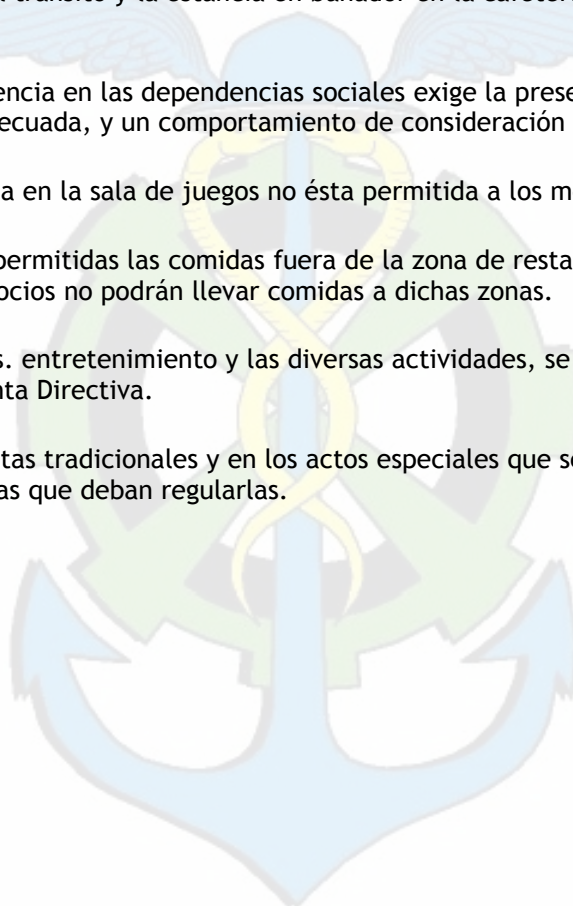 tránsito y la estancia en bañador en la
encia en las dependencias sociales exige la prese
ecuada, y un comportamiento de consideración
a en la sala de juegos no ésta permitida a los m
permitidas las comidas fuera de la zona de resta
ocios no podrán llevar comidas a dichas zonas.
s. entretenimiento y las diversas actividades, se
nta Directiva.
tas tradicionales y en los actos especiales que s
as que deban regularlas.